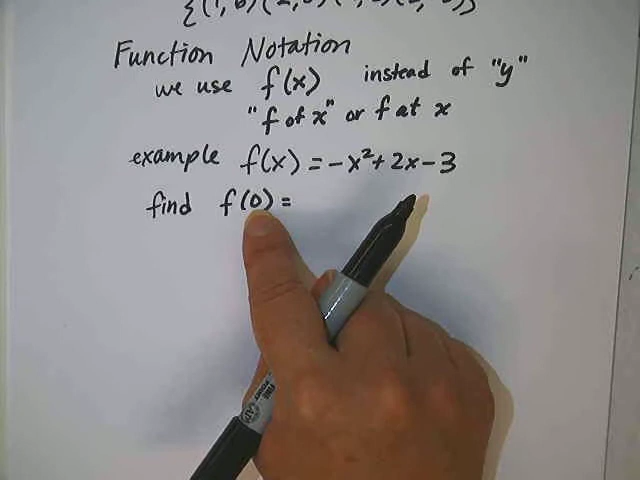 Function Notation
we use f(x) instead of "y"
"f of x" or f at x
example f(x) = -x²+ 2x - 3
find f(0) =